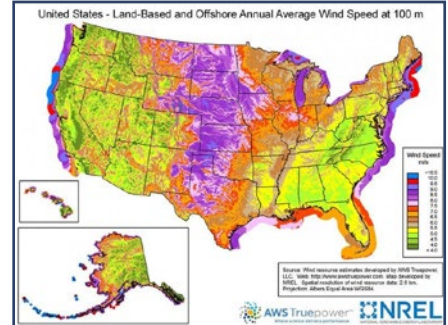 United States - Land-Based and Offshore Annual Average Wind Speed at 100 m
Wind Speed
m/s
10.0
9.5
9.0
8.5
8.0
7.5
7.0
6.5
6.0
5.5
5.0
4.5
4.0
< 4.0
Source: Wind resource estimates developed by AWS Truepower,
LLC. Web: http://www.awstruepower.com. Map developed by
NREL. Spatial resolution of wind resource data: 2.5 km.
Projection: Albers Equal Area WGS84.
AWS Truepower
NREL
NATIONAL RENEWABLE ENERGY LABORATORY